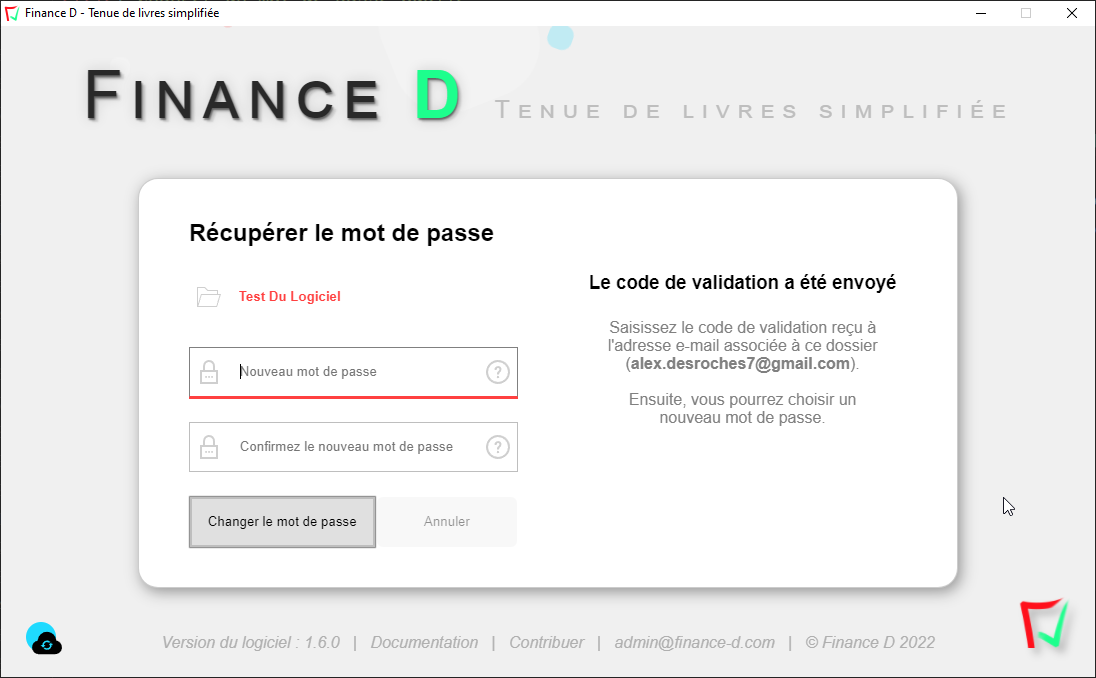 Finance D - Tenue de livres simplifiée
FINANCE D TENUE DE LIVRES SIMPLIFIÉE
Récupérer le mot de passe
Test Du Logiciel
Nouveau mot de passe ?
Confirmez le nouveau mot de passe ?
Changer le mot de passe Annuler
Le code de validation a été envoyé
Saisissez le code de validation reçu à
l'adresse e-mail associée à ce dossier
(alex.desroches7@gmail.com).
Ensuite, vous pourrez choisir un
nouveau mot de passe.
Version du logiciel : 1.6.0 | Documentation | Contribuer | admin@finance-d.com | © Finance D 2022